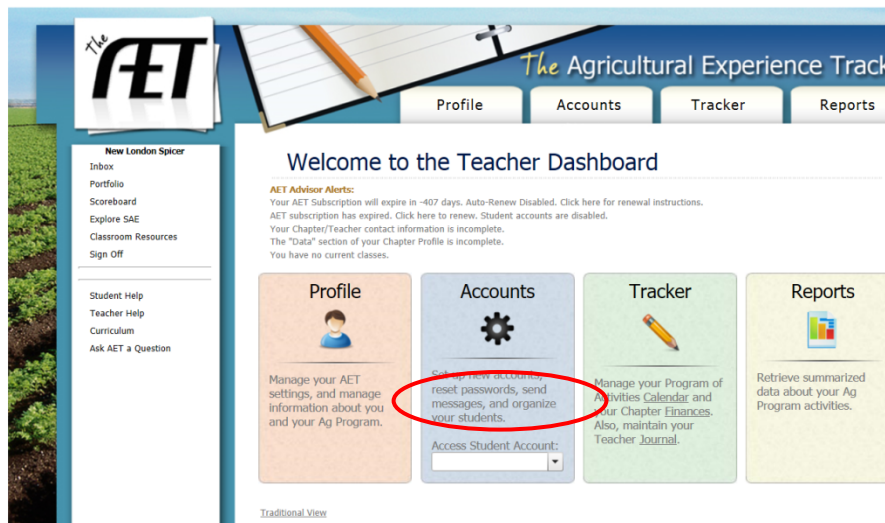 The AET
The Agricultural Experience Track
Profile
Accounts
Tracker
Reports
New London Spicer
Inbox
Portfolio
Scoreboard
Explore SAE
Classroom Resources
Sign Off
Student Help
Teacher Help
Curriculum
Ask AET a Question
Welcome to the Teacher Dashboard
AET Advisor Alerts:
Your AET Subscription will expire in -407 days. Auto-Renew Disabled. Click here for renewal instructions.
AET subscription has expired. Click here to renew. Student accounts are disabled.
Your Chapter/Teacher contact information is incomplete.
The "Data" section of your Chapter Profile is incomplete.
You have no current classes.
Profile
Manage your AET
settings, and manage
information about you
and your Ag Program.
Accounts
Set up new accounts,
reset passwords, send
messages, and organize
your students.
Access Student Account:
Tracker
Manage your Program of
Activities Calendar and
your Chapter Finances.
Also, maintain your
Teacher Journal.
Reports
Retrieve summarized
data about your Ag
Program activities.
Traditional View